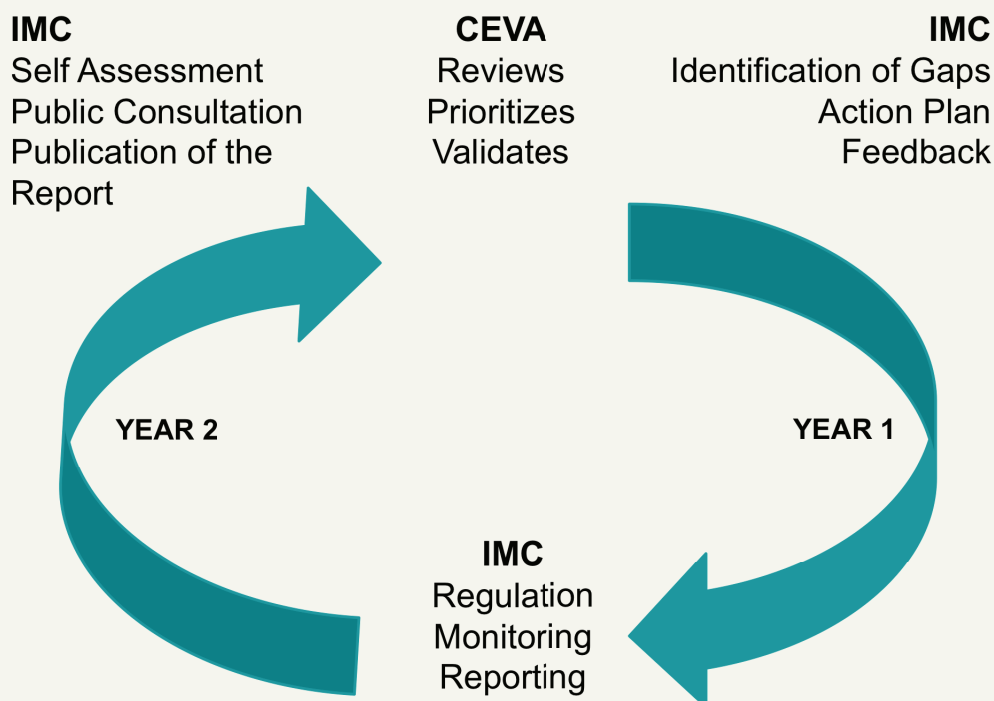 IMC
Self Assessment
Public Consultation
Publication of the
Report
CEVA
Reviews
Prioritizes
Validates
IMC
Identification of Gaps
Action Plan
Feedback
YEAR 2
YEAR 1
IMC
Regulation
Monitoring
Reporting